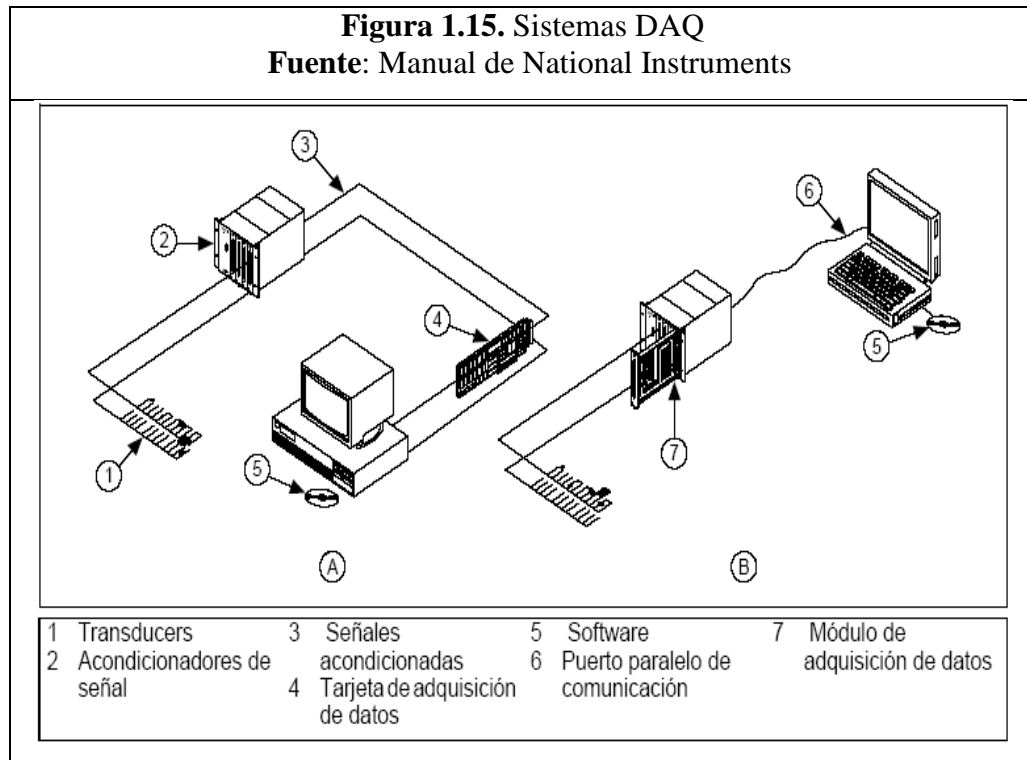 Figura 1.15. Sistemas DAQ
Fuente: Manual de National Instruments
3
2
1
4
5
A
6
5
7
B
1 Transducers
2 Acondicionadores de
señal
3 Señales
acondicionadas
4 Tarjeta de adquisición
de datos
5 Software
6 Puerto paralelo de
comunicación
7 Módulo de
adquisición de datos